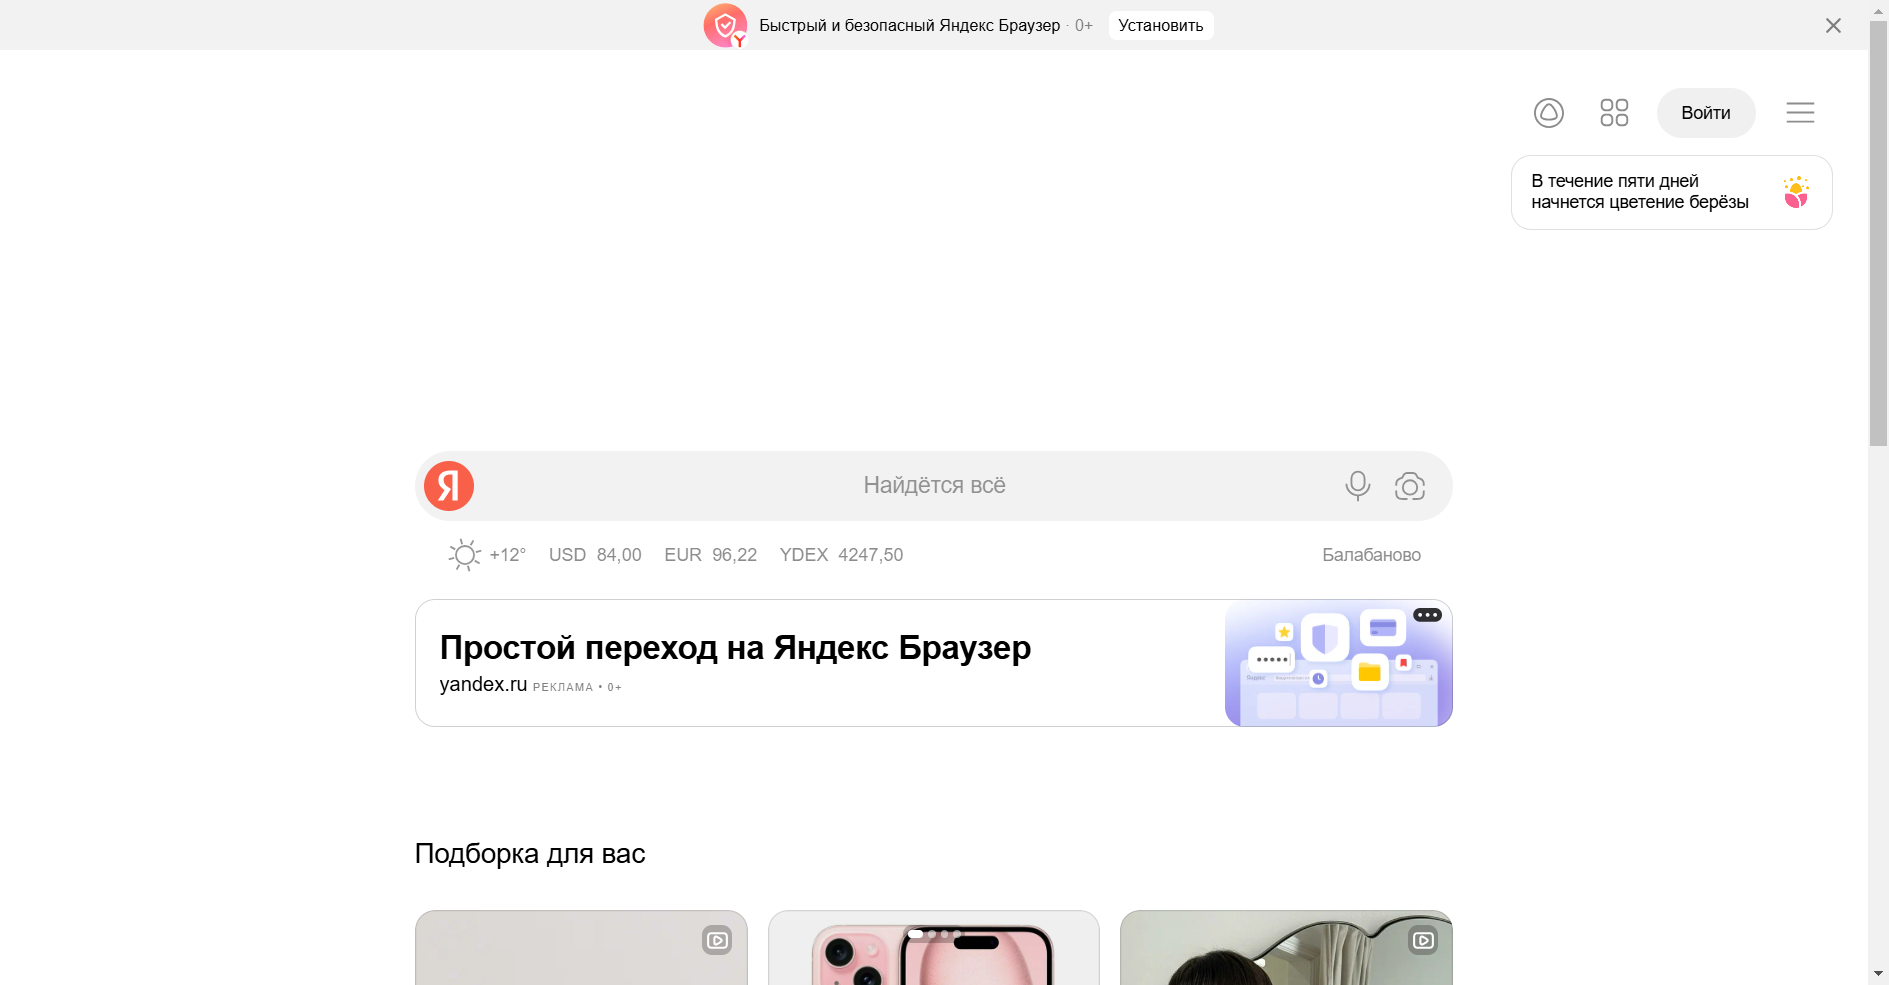 Быстрый и безопасный Яндекс Браузер · 0+ Установить
Войти
В течение пяти дней
начнется цветение берёзы
Я Найдётся всё
+12° USD 84,00 EUR 96,22 YDEX 4247,50 Балабаново
Простой переход на Яндекс Браузер
yandex.ru РЕКЛАМА • 0+
Подборка для вас